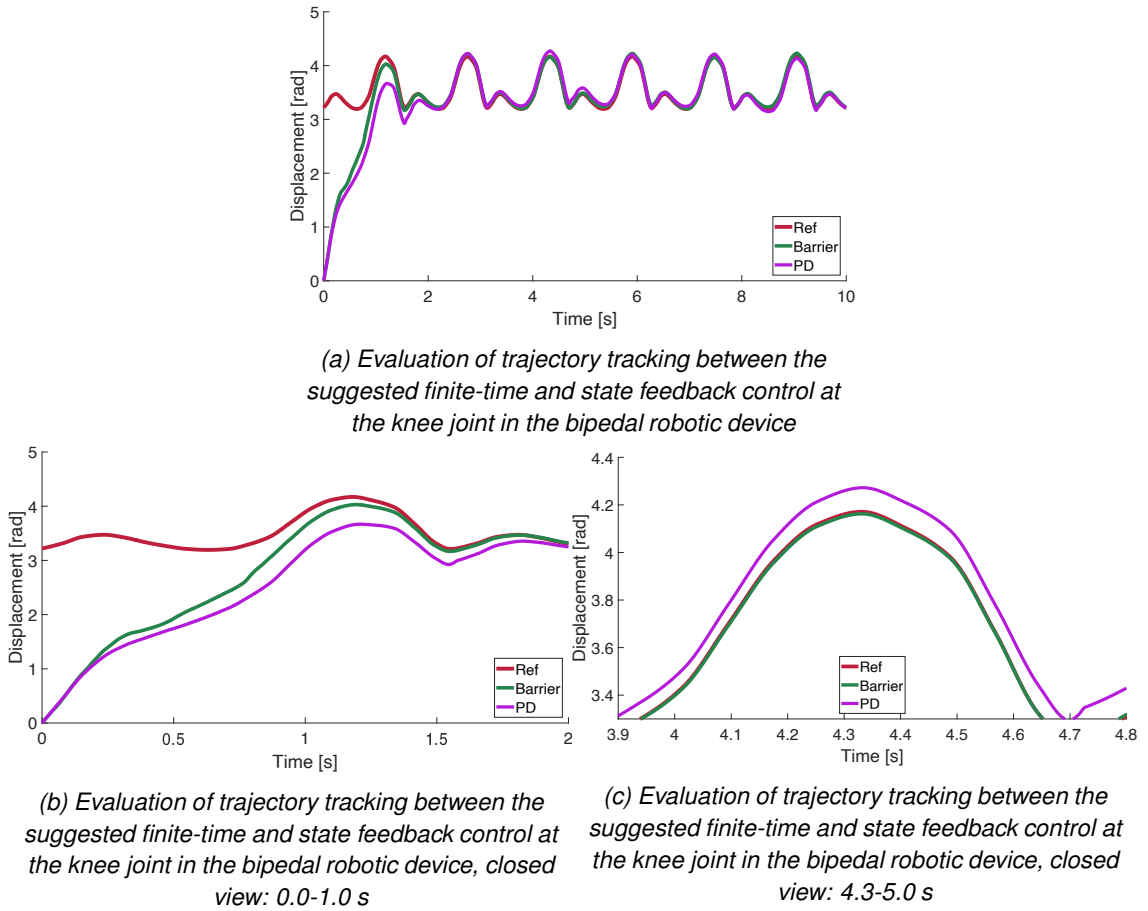 5
4
3
2
1
0
Displacement [rad]
Ref
Barrier
PD
0 2 4 6 8 10
Time [s]
(a) Evaluation of trajectory tracking between the
suggested finite-time and state feedback control at
the knee joint in the bipedal robotic device
5
4
3
2
1
0
Displacement [rad]
Ref
Barrier
PD
0 0.5 1 1.5 2
Time [s]
(b) Evaluation of trajectory tracking between the
suggested finite-time and state feedback control at
the knee joint in the bipedal robotic device, closed
view: 0.0-1.0 s
4.4
4.2
4
3.8
3.6
3.4
Displacement [rad]
Ref
Barrier
PD
3.9 4 4.1 4.2 4.3 4.4 4.5 4.6 4.7 4.8
Time [s]
(c) Evaluation of trajectory tracking between the
suggested finite-time and state feedback control at
the knee joint in the bipedal robotic device, closed
view: 4.3-5.0 s